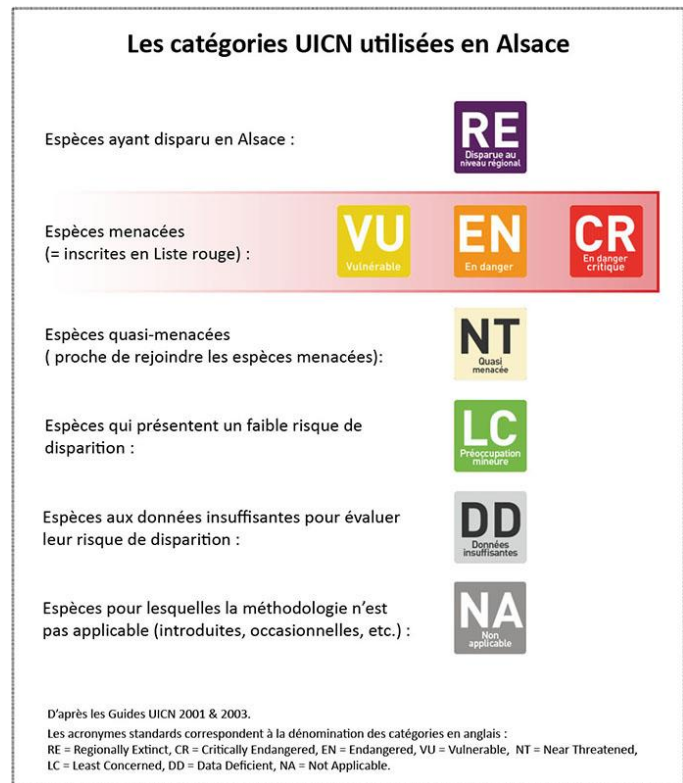 Les catégories UICN utilisées en Alsace
Espèces ayant disparu en Alsace :
RE
Disparue au
niveau régional
Espèces menacées
(= inscrites en Liste rouge) :
VU
Vulnérable
EN
En danger
CR
En danger
critique
Espèces quasi-menacées
( proche de rejoindre les espèces menacées):
NT
Quasi
menacée
Espèces qui présentent un faible risque de
disparition :
LC
Préoccupation
mineure
Espèces aux données insuffisantes pour évaluer
leur risque de disparition :
DD
Données
insuffisantes
Espèces pour lesquelles la méthodologie n’est
pas applicable (introduites, occasionnelles, etc.) :
NA
Non
applicable
D’après les Guides UICN 2001 & 2003.
Les acronymes standards correspondent à la dénomination des catégories en anglais :
RE = Regionally Extinct, CR = Critically Endangered, EN = Endangered, VU = Vulnerable, NT = Near Threatened,
LC = Least Concerned, DD = Data Deficient, NA = Not Applicable.